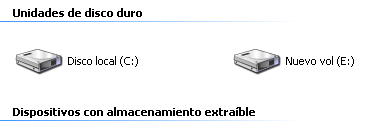 Unidades de disco duro
Disco local (C:) Nuevo vol (E:)
Dispositivos con almacenamiento extraíble